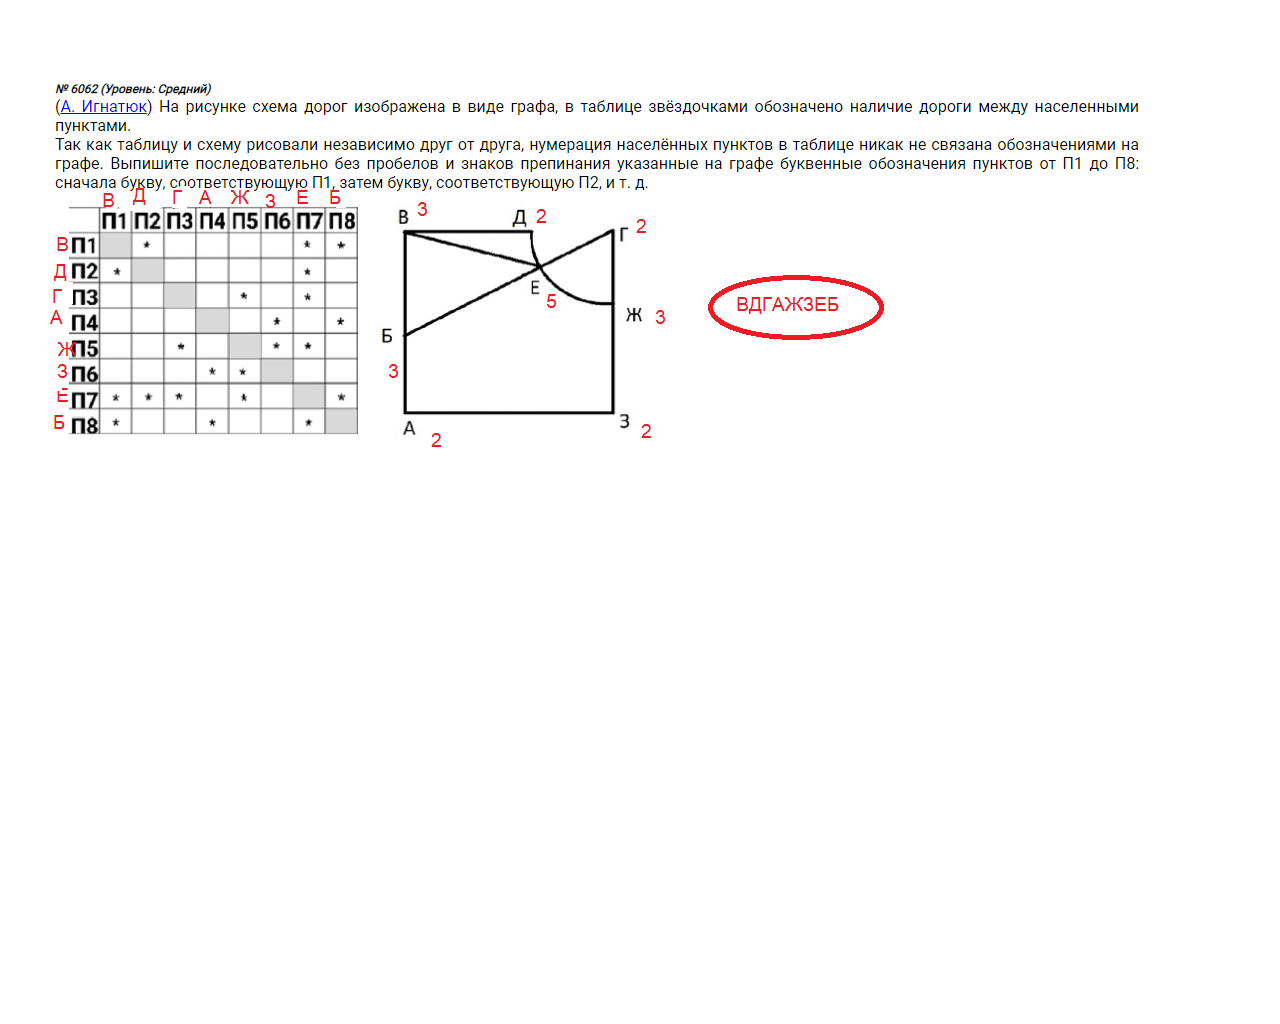 № 6062 (Уровень: Средний)
(А. Игнатюк) На рисунке схема дорог изображена в виде графа, в таблице звёздочками обозначено наличие дороги между населенными
пунктами.
Так как таблицу и схему рисовали независимо друг от друга, нумерация населённых пунктов в таблице никак не связана обозначениями на
графе. Выпишите последовательно без пробелов и знаков препинания указанные на графе буквенные обозначения пунктов от П1 до П8:
сначала букву, соответствующую П1, затем букву, соответствующую П2, и т. д.
В Д Г А Ж З Е Б
П1 П2 П3 П4 П5 П6 П7 П8
В П1 * * *
Д П2 * *
Г П3 * *
А П4 * *
Ж П5 * * *
З П6 * *
Е П7 * * * * *
Б П8 * * *
В 3 Д 2 Г 2
Е 5
Ж 3
Б 3
А 2
З 2
ВДГАЖЗЕБ